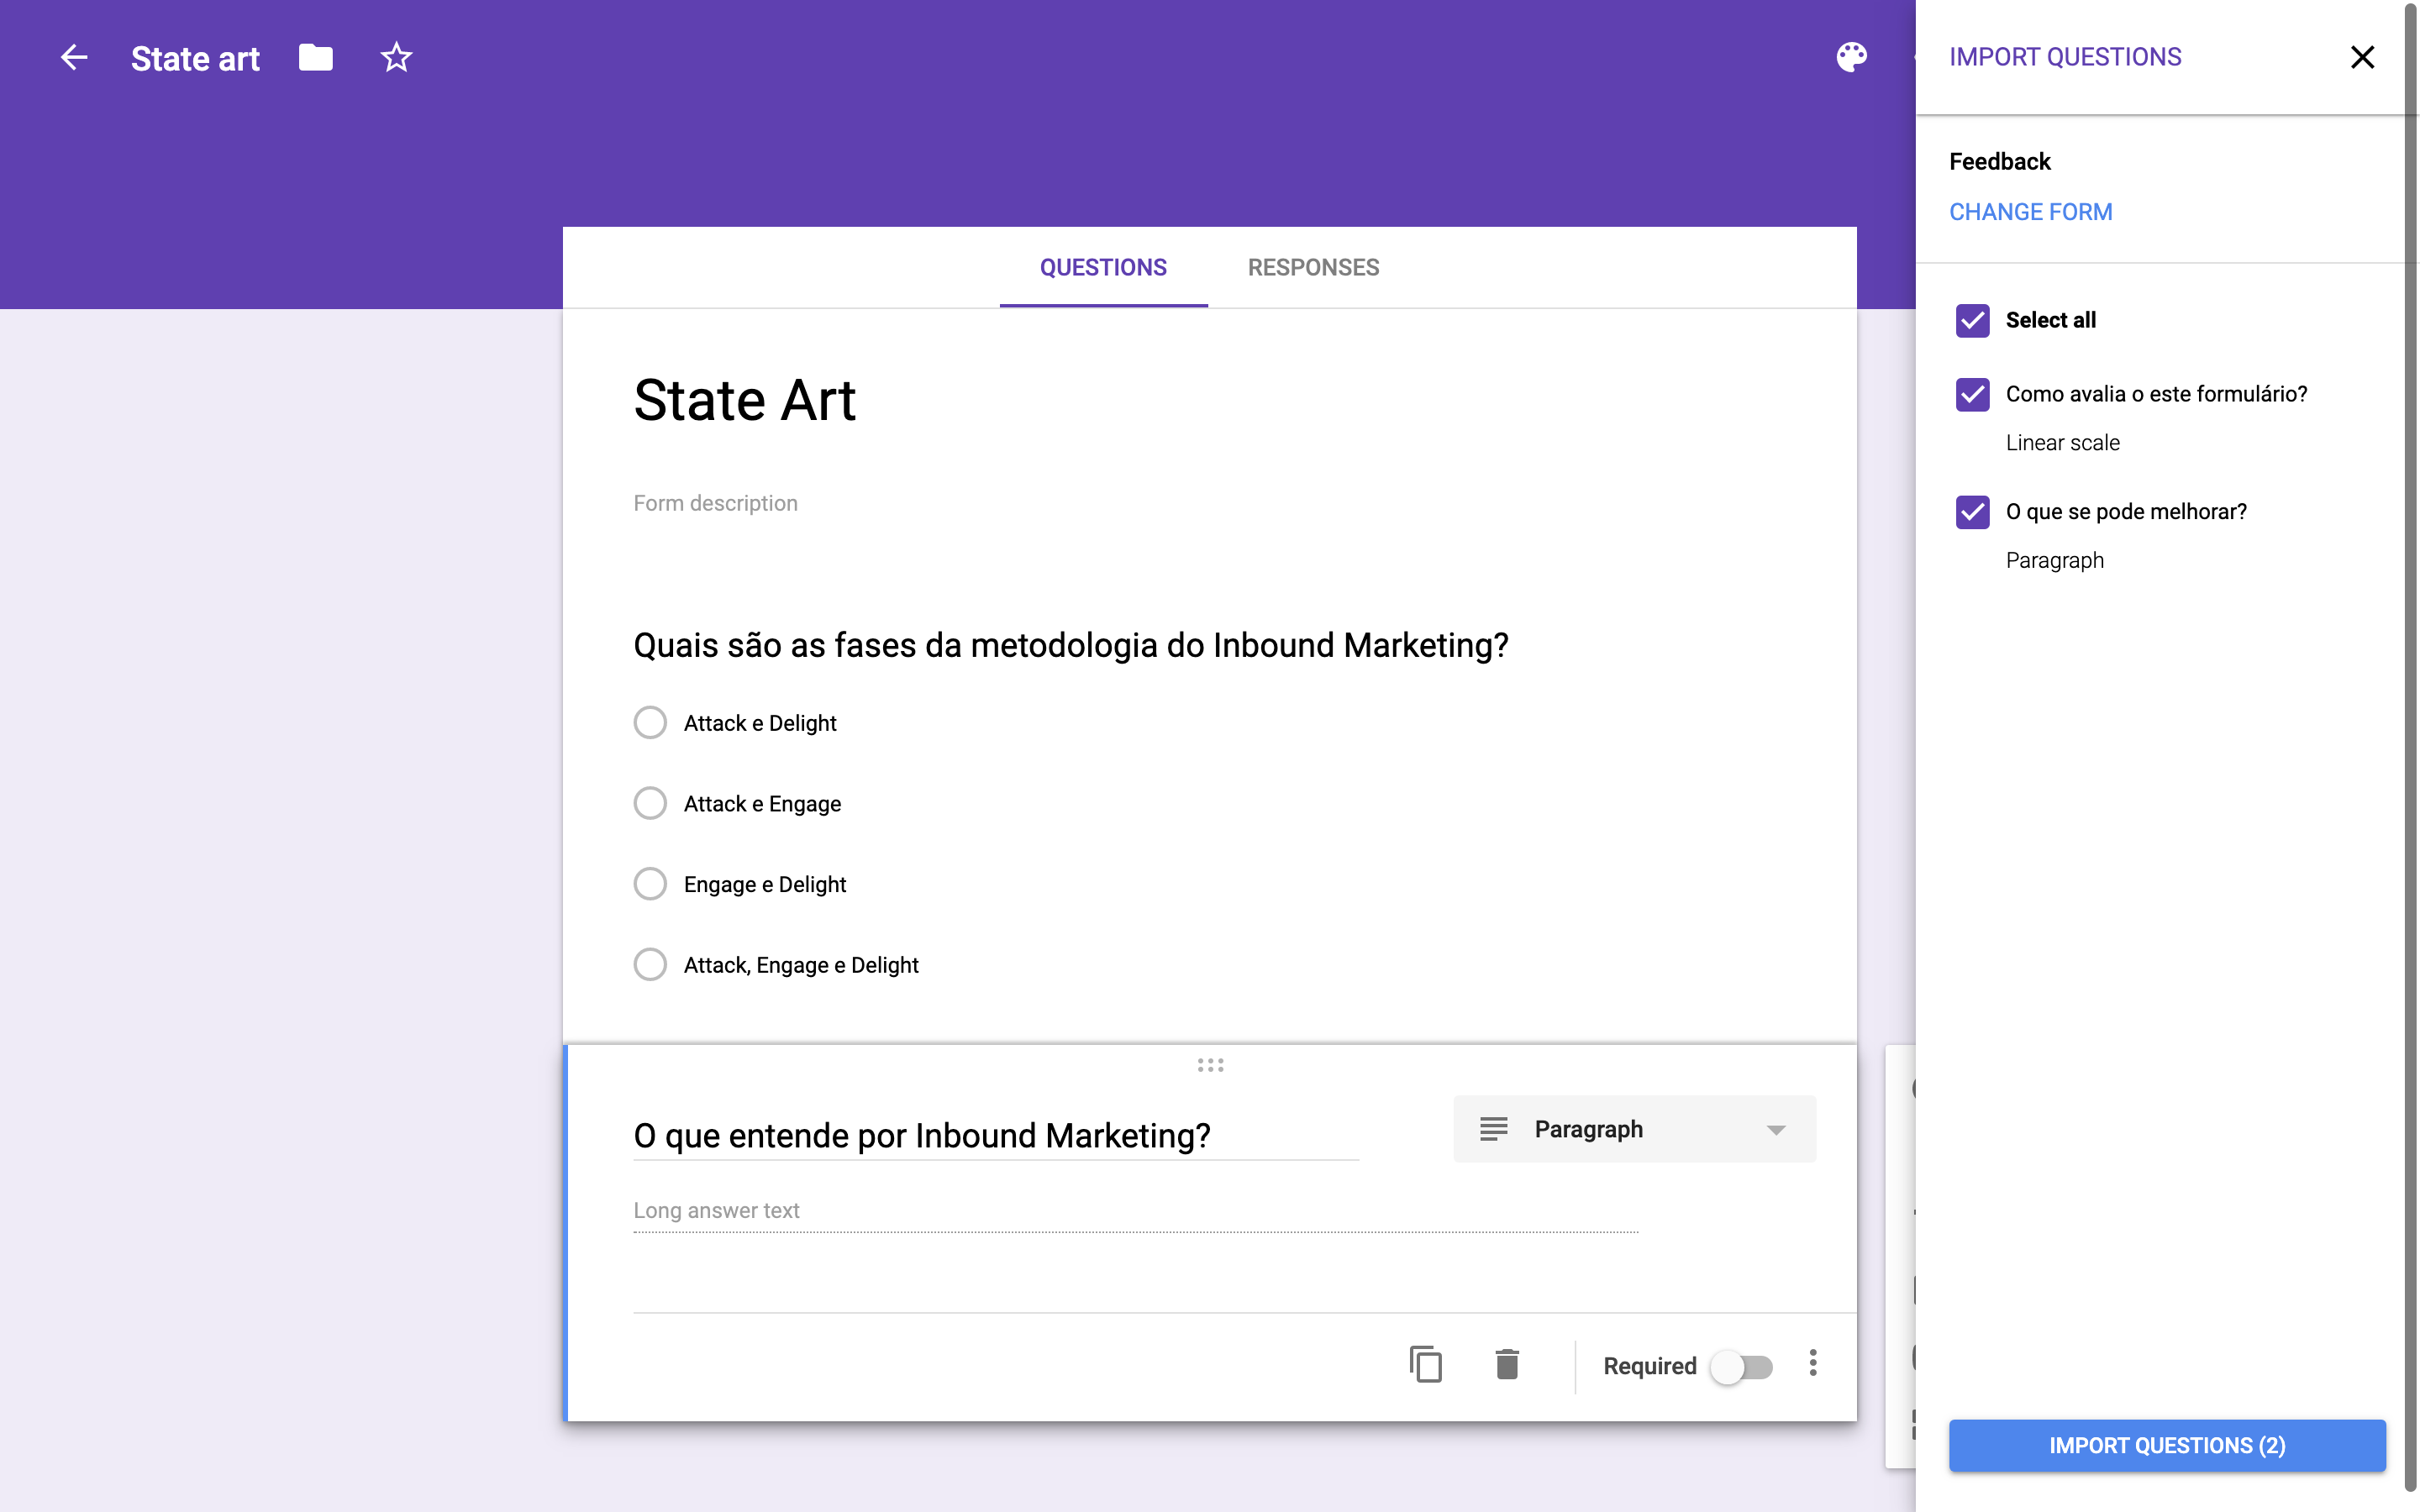 State art
IMPORT QUESTIONS
Feedback
CHANGE FORM
QUESTIONS
RESPONSES
Select all
State Art
Como avalia o este formulário?
Linear scale
Form description
O que se pode melhorar?
Paragraph
Quais são as fases da metodologia do Inbound Marketing?
Attack e Delight
Attack e Engage
Engage e Delight
Attack, Engage e Delight
O que entende por Inbound Marketing?
Paragraph
Long answer text
Required
IMPORT QUESTIONS (2)